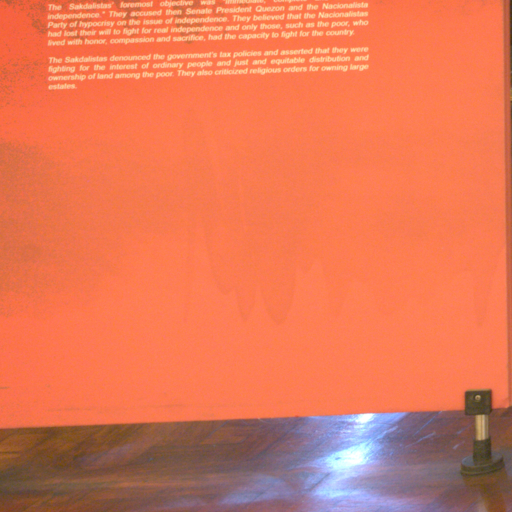 The Sakdalistas' foremost objective was "immediate,
independence." They accused then Senate President Quezon and the Nacionalista
Party of hypocrisy on the issue of independence. They believed that the Nacionalistas
had lost their will to fight for real independence and only those, such as the poor, who
lived with honor, compassion and sacrifice, had the capacity to fight for the country.
The Sakdalistas denounced the government's tax policies and asserted that they were
fighting for the interest of ordinary people and just and equitable distribution and
ownership of land among the poor. They also criticized religious orders for owning large
estates.